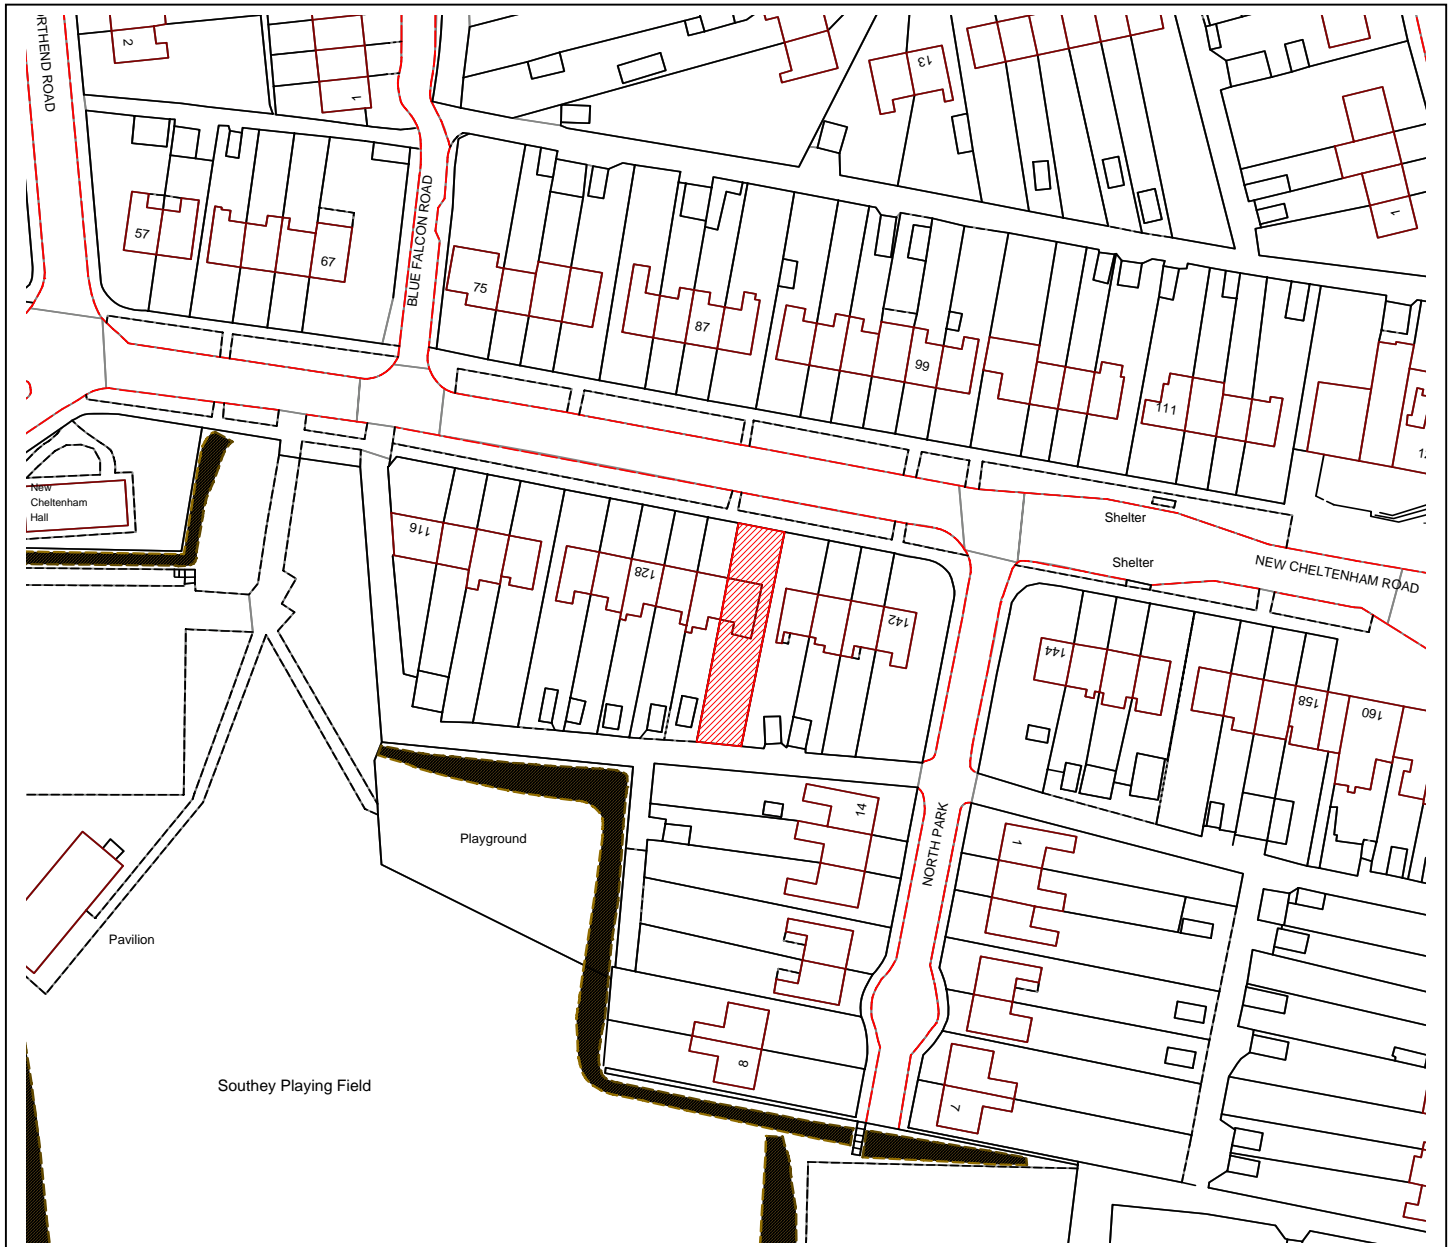 RTHEND ROAD
2
1
13
1
57
67
BLUE FALCON ROAD
75
87
99
111
New
Cheltenham
Hall
116
128
142
Shelter
Shelter
NEW CHELTENHAM ROAD
144
158
160
14
NORTH PARK
1
Playground
Pavilion
8
7
Southey Playing Field